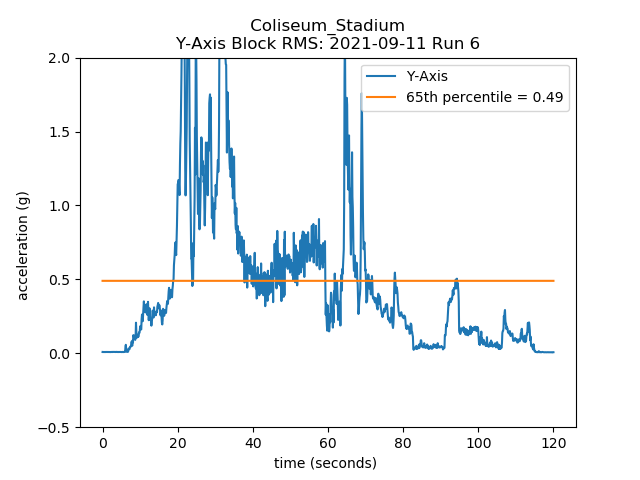 Coliseum_Stadium
Y-Axis Block RMS: 2021-09-11 Run 6
Y-Axis
65th percentile = 0.49
2.0
1.5
1.0
0.5
0.0
−0.5
acceleration (g)
0 20 40 60 80 100 120
time (seconds)